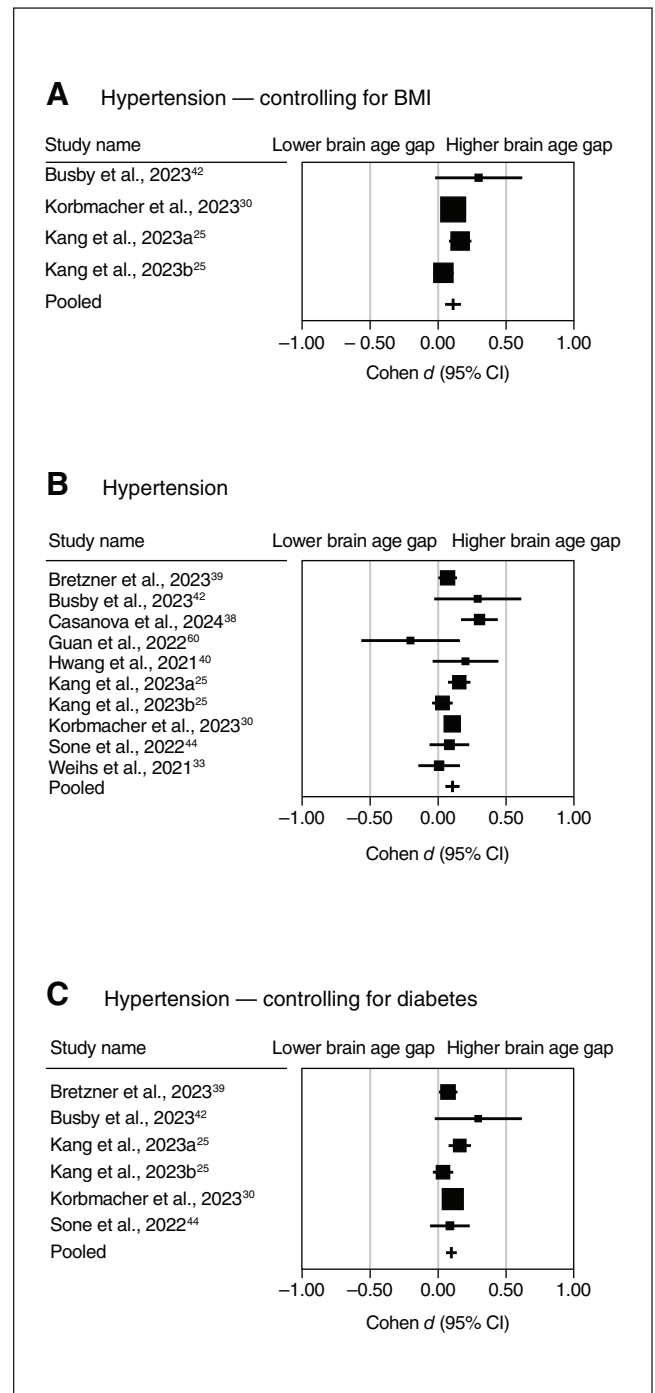 A Hypertension — controlling for BMI
Study name Lower brain age gap Higher brain age gap
Busby et al., 2023⁴²
Korbmacher et al., 2023³⁰
Kang et al., 2023a²⁵
Kang et al., 2023b²⁵
Pooled
−1.00 − 0.50 0.00 0.50 1.00
Cohen d (95% CI)
B Hypertension
Study name Lower brain age gap Higher brain age gap
Bretzner et al., 2023³⁹
Busby et al., 2023⁴²
Casanova et al., 2024³⁸
Guan et al., 2022⁶⁰
Hwang et al., 2021⁴⁰
Kang et al., 2023a²⁵
Kang et al., 2023b²⁵
Korbmacher et al., 2023³⁰
Sone et al., 2022⁴⁴
Weihs et al., 2021³³
Pooled
−1.00 −0.50 0.00 0.50 1.00
Cohen d (95% CI)
C Hypertension — controlling for diabetes
Study name Lower brain age gap Higher brain age gap
Bretzner et al., 2023³⁹
Busby et al., 2023⁴²
Kang et al., 2023a²⁵
Kang et al., 2023b²⁵
Korbmacher et al., 2023³⁰
Sone et al., 2022⁴⁴
Pooled
−1.00 −0.50 0.00 0.50 1.00
Cohen d (95% CI)